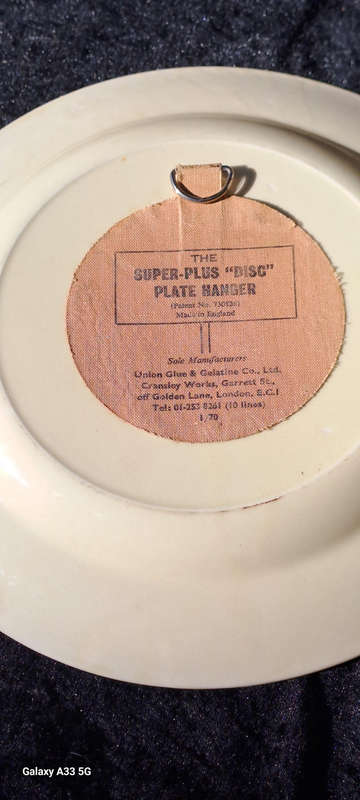 THE
SUPER-PLUS "DISC"
PLATE HANGER
(Patent No. 730526)
Made in England
Sole Manufacturers
Union Glue & Gelatine Co., Ltd.
Cransley Works, Garrett St.,
off Golden Lane, London, E.C.1
Tel: 01-253 8261 (10 lines)
1/70
Galaxy A33 5G